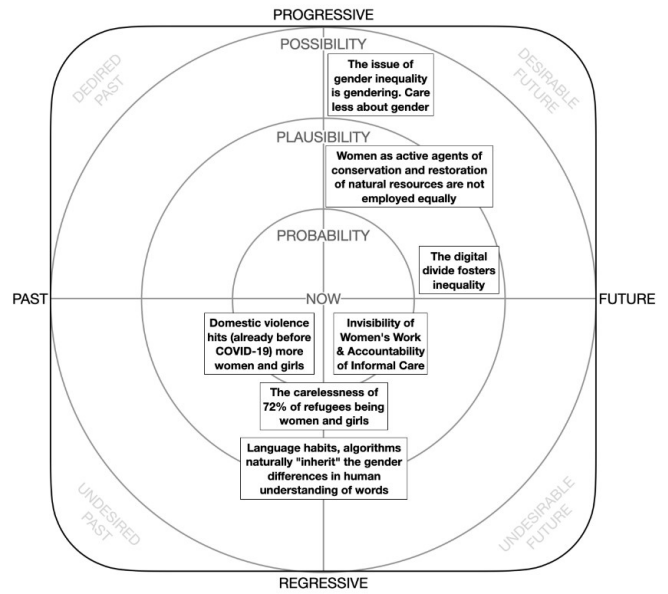 PROGRESSIVE
POSSIBILITY
DEDIRED
PAST
DESIRABLE
FUTURE
The issue of
gender inequality
is gendering. Care
less about gender
PLAUSIBILITY
Women as active agents of
conservation and restoration
of natural resources are not
employed equally
PROBABILITY
The digital
divide fosters
inequality
PAST
NOW
FUTURE
Domestic violence
hits (already before
COVID-19) more
women and girls
Invisibility of
Women's Work
& Accountability
of Informal Care
The carelessness of
72% of refugees being
women and girls
Language habits, algorithms
naturally "inherit" the gender
differences in human
understanding of words
UNDESIRED
PAST
UNDESIRABLE
FUTURE
REGRESSIVE